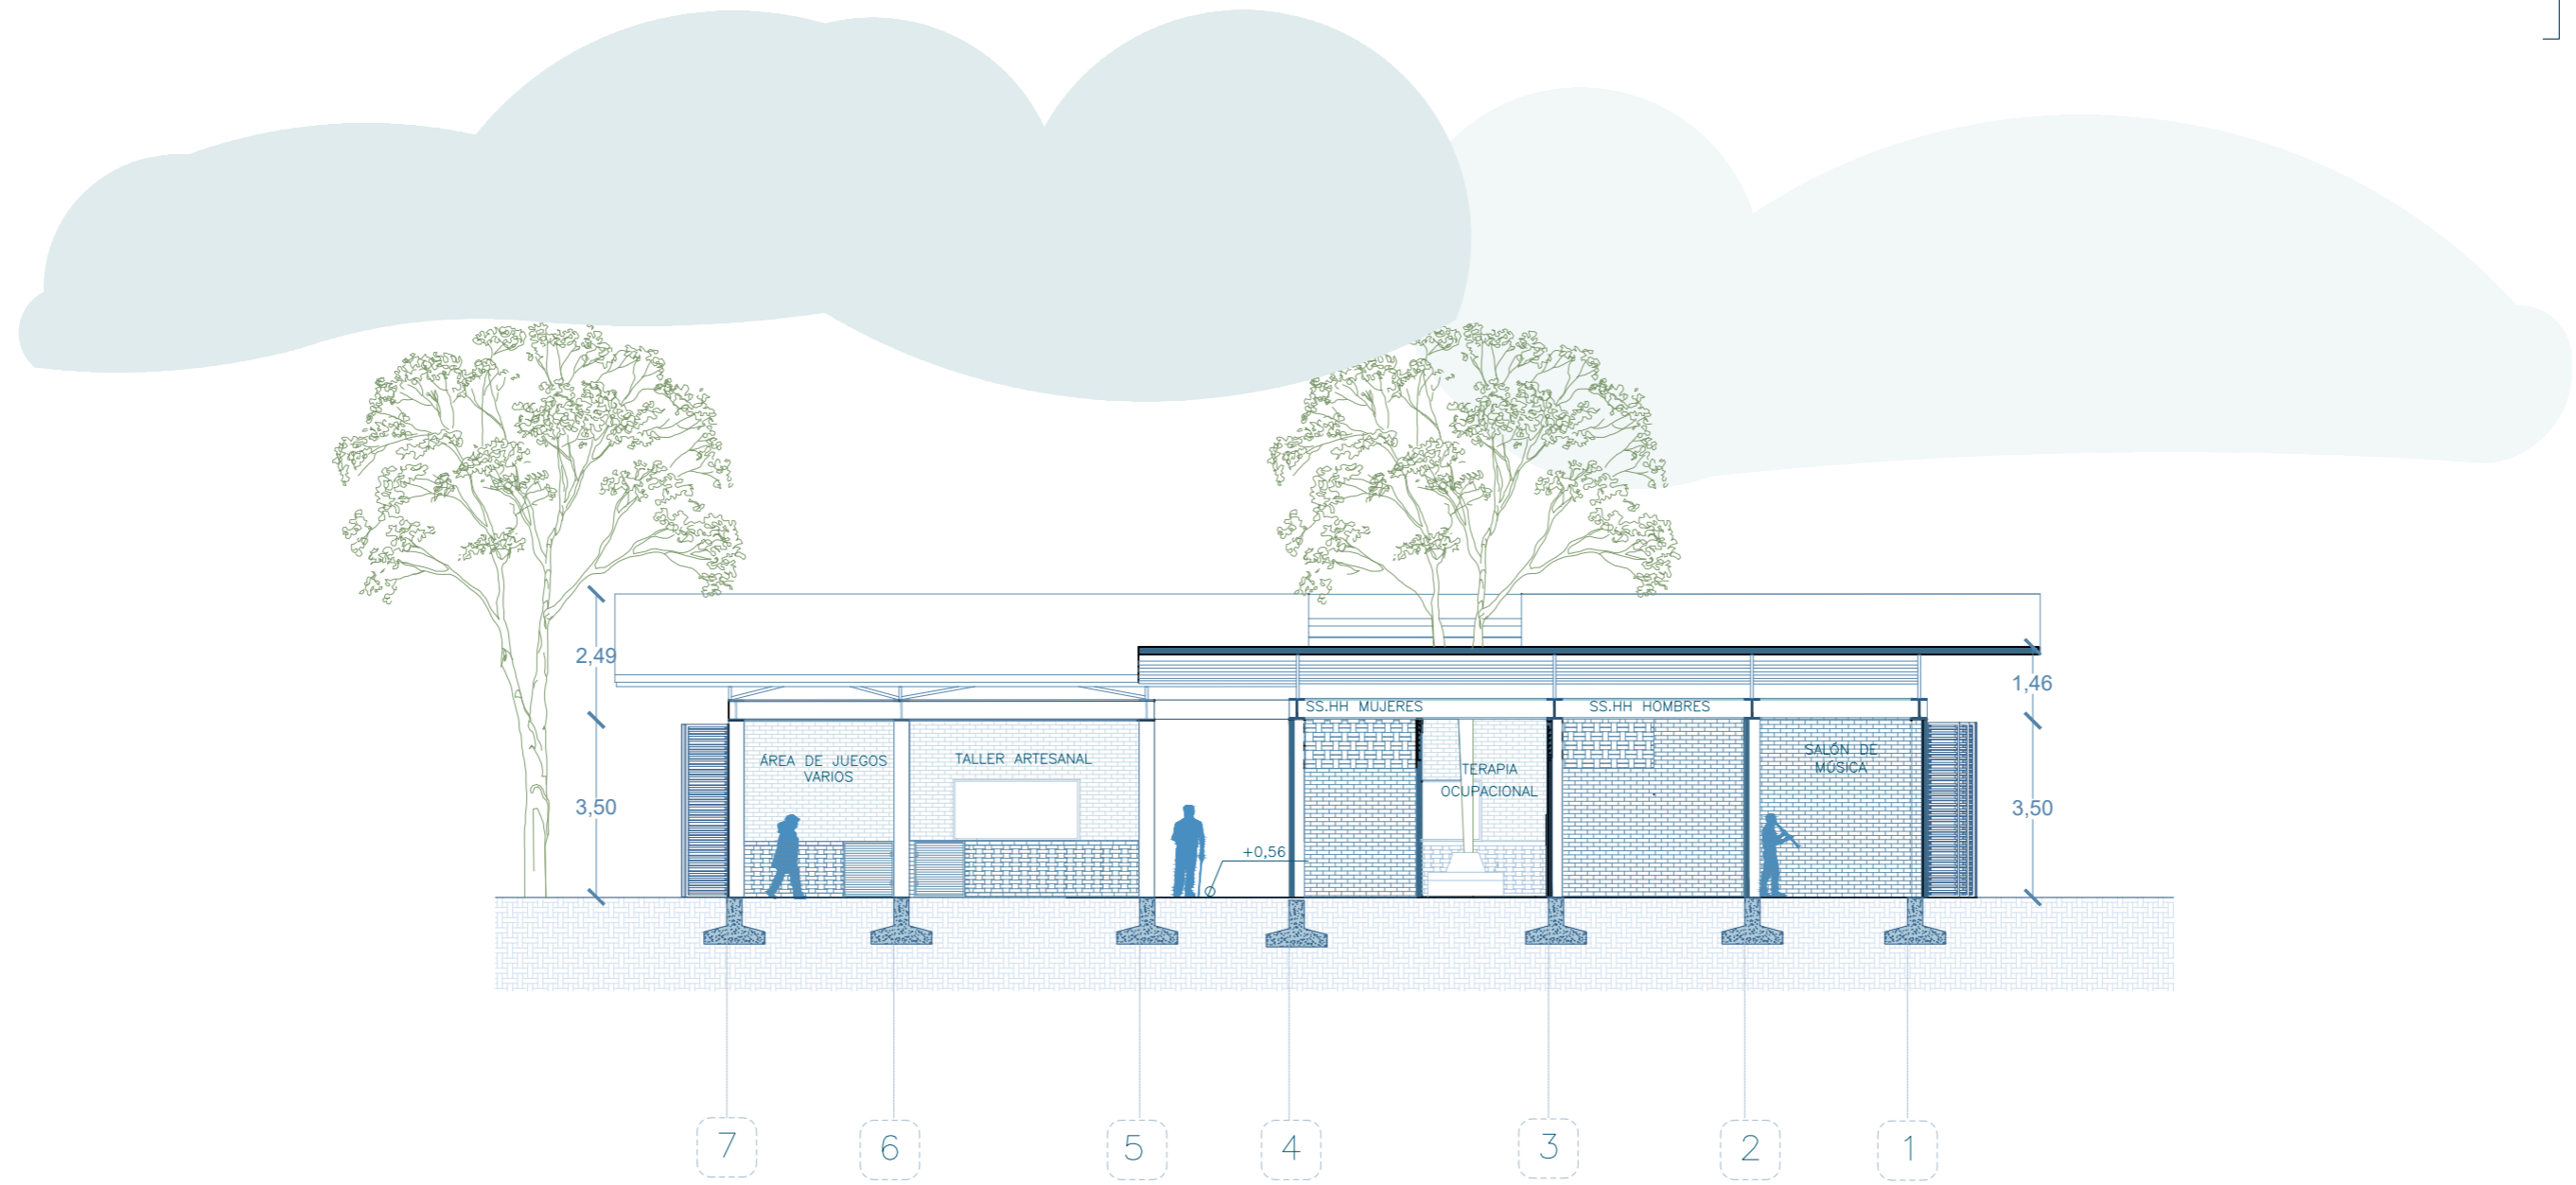 2,49
1,46
SS.HH MUJERES
SS.HH HOMBRES
ÁREA DE JUEGOS
VARIOS
TALLER ARTESANAL
TERAPIA
OCUPACIONAL
SALÓN DE
MÚSICA
3,50
3,50
+0,56
7
6
5
4
3
2
1